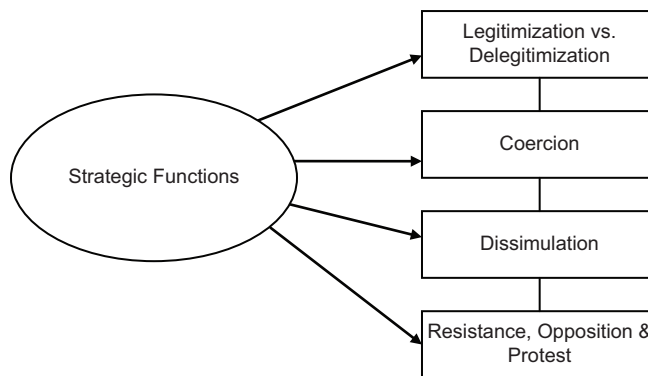 Legitimization vs.
Delegitimization
Strategic Functions
Coercion
Dissimulation
Resistance, Opposition &
Protest